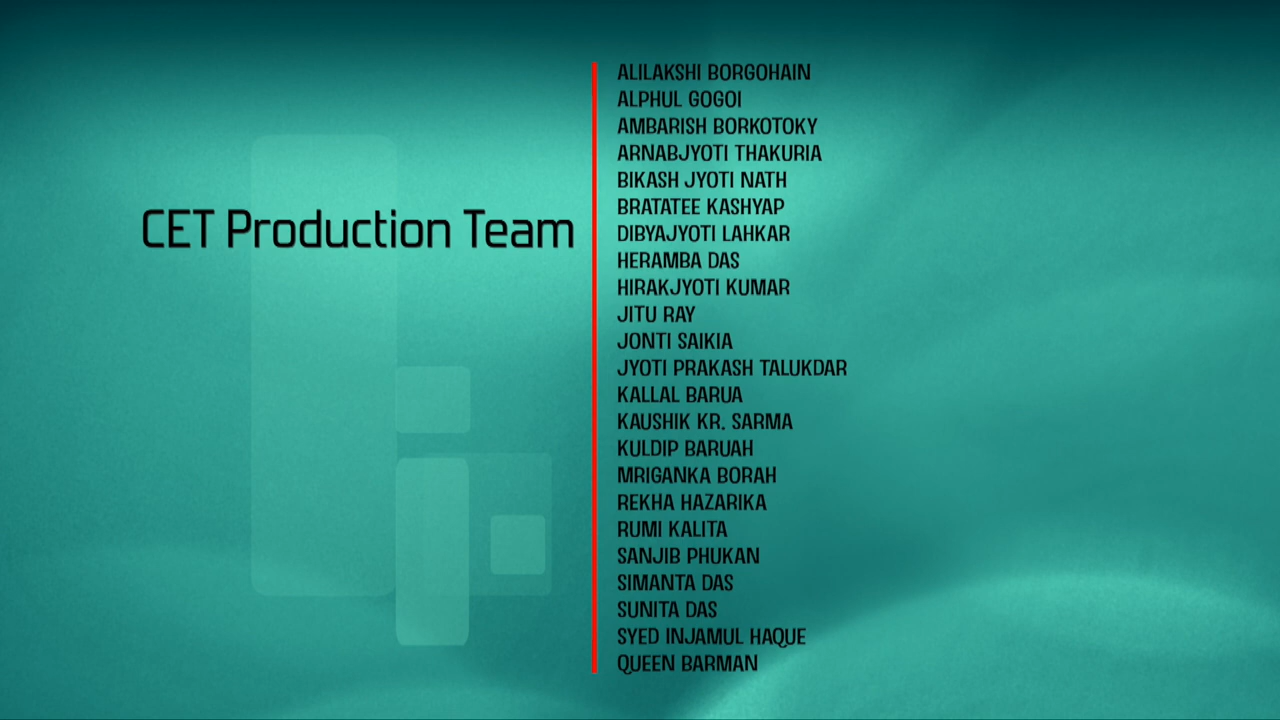 CET Production Team
ALILAKSHI BORGOHAIN
ALPHUL GOGOI
AMBARISH BORKOTOKY
ARNABJYOTI THAKURIA
BIKASH JYOTI NATH
BRATATEE KASHYAP
DIBYAJYOTI LAHKAR
HERAMBA DAS
HIRAKJYOTI KUMAR
JITU RAY
JONTI SAIKIA
JYOTI PRAKASH TALUKDAR
KALLAL BARUA
KAUSHIK KR. SARMA
KULDIP BARUAH
MRIGANKA BORAH
REKHA HAZARIKA
RUMI KALITA
SANJIB PHUKAN
SIMANTA DAS
SUNITA DAS
SYED INJAMUL HAQUE
QUEEN BARMAN